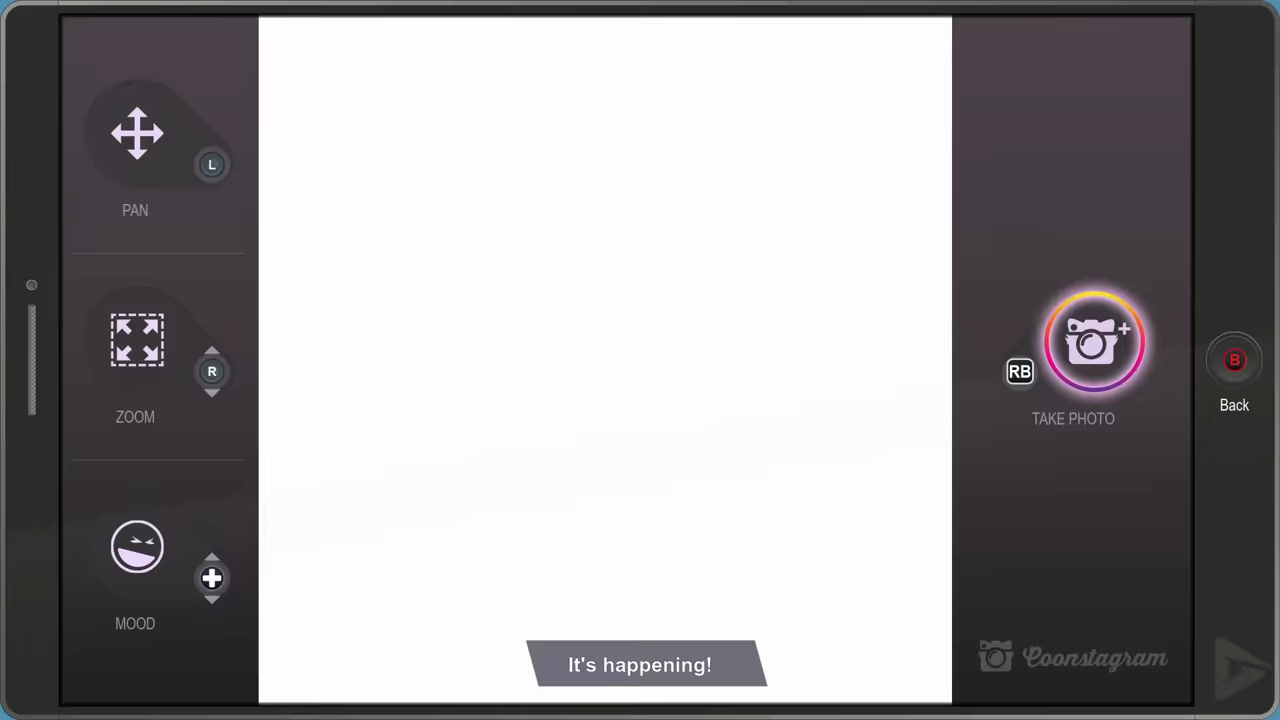 L
PAN
R
ZOOM
MOOD
It's happening!
RB
TAKE PHOTO
B
Back
Coonstagram